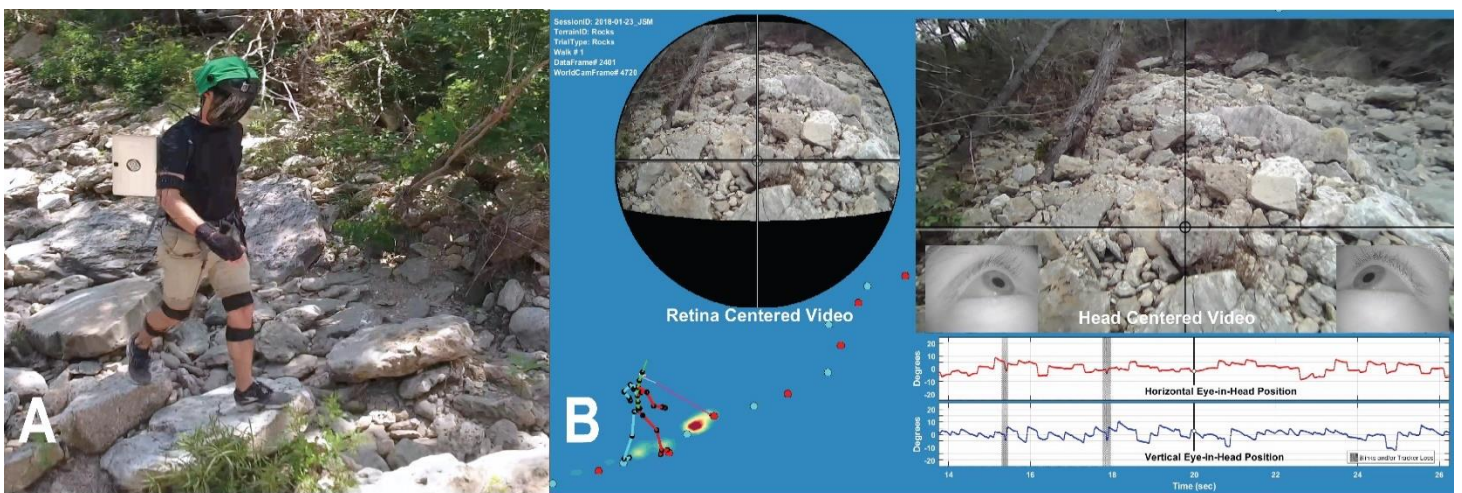 A
B
SessionID: 2018-01-23_JSM
TerrainID: Rocks
TrialType: Rocks
Walk # 1
DataFrame# 2401
WorldCamFrame# 4720
Retina Centered Video
Head Centered Video
Degrees
20
10
0
-10
-20
Horizontal Eye-in-Head Position
Degrees
20
10
0
-10
-20
Vertical Eye-in-Head Position
Blinks and/or Tracker Loss
14 16 18 20 22 24 26
Time (sec)